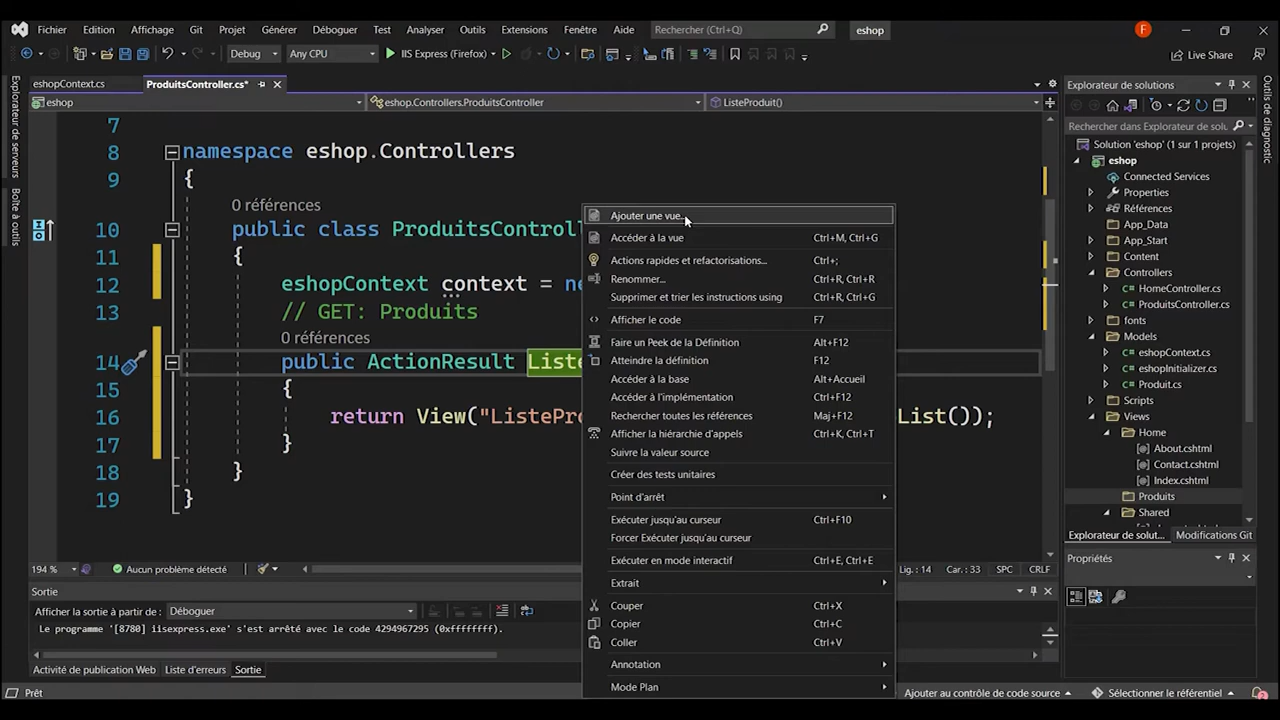 Fichier Edition Affichage Git Projet Générer Déboguer Test Analyser Outils Extensions Fenêtre Aide Rechercher (Ctrl+Q) eshop F
Debug Any CPU IIS Express (Firefox) Live Share
Explorateur de serveurs
Boîte à outils
eshopContext.cs ProduitsController.cs*
eshop eshop.Controllers.ProduitsController ListeProduit()
7
8 namespace eshop.Controllers
9 {
0 références
10 public class ProduitsControll
11 {
12 eshopContext context = ne
13 // GET: Produits
0 références
14 public ActionResult Liste
15 {
16 return View("ListePro List());
17 }
18 }
19 }
Ajouter une vue...
Accéder à la vue Ctrl+M, Ctrl+G
Actions rapides et refactorisations... Ctrl+;
Renommer... Ctrl+R, Ctrl+R
Supprimer et trier les instructions using Ctrl+R, Ctrl+G
Afficher le code F7
Faire un Peek de la Définition Alt+F12
Atteindre la définition F12
Accéder à la base Alt+Accueil
Accéder à l'implémentation Ctrl+F12
Rechercher toutes les références Maj+F12
Afficher la hiérarchie d'appels Ctrl+K, Ctrl+T
Suivre la valeur source
Créer des tests unitaires
Point d'arrêt
Exécuter jusqu'au curseur Ctrl+F10
Forcer Exécuter jusqu'au curseur
Exécuter en mode interactif Ctrl+E, Ctrl+E
Extrait
Couper Ctrl+X
Copier Ctrl+C
Coller Ctrl+V
Annotation
Mode Plan
194 % Aucun problème détecté Lig. : 14 Car. : 33 SPC CRLF
Sortie
Afficher la sortie à partir de : Déboguer
Le programme '[8780] iisexpress.exe' s'est arrêté avec le code 4294967295 (0xffffffff).
Activité de publication Web Liste d'erreurs Sortie
Explorateur de solutions
Rechercher dans Explorateur de solu
Solution 'eshop' (1 sur 1 projets)
eshop
Connected Services
Properties
Références
App_Data
App_Start
Content
Controllers
HomeController.cs
ProduitsController.cs
fonts
Models
eshopContext.cs
eshopInitializer.cs
Produit.cs
Scripts
Views
Home
About.cshtml
Contact.cshtml
Index.cshtml
Produits
Shared
Explorateur de solut... Modifications Git
Propriétés
Outils de diagnostic
Prêt Ajouter au contrôle de code source Sélectionner le référentiel